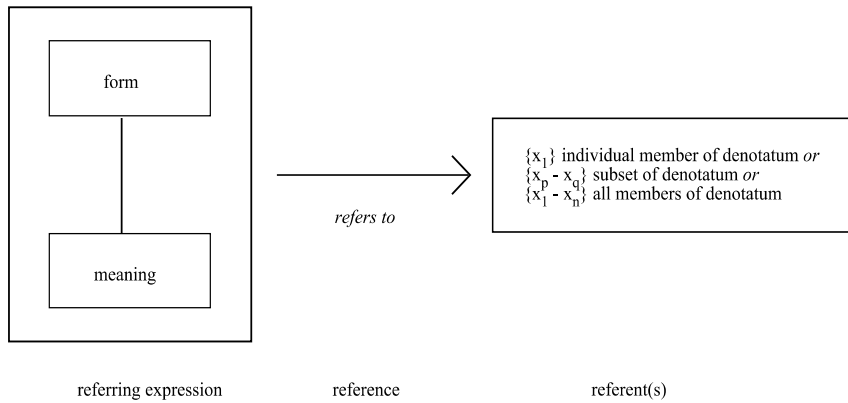 form
{x₁} individual member of denotatum or
{xₚ - x_q} subset of denotatum or
{x₁ - xₙ} all members of denotatum
refers to
meaning
referring expression reference referent(s)